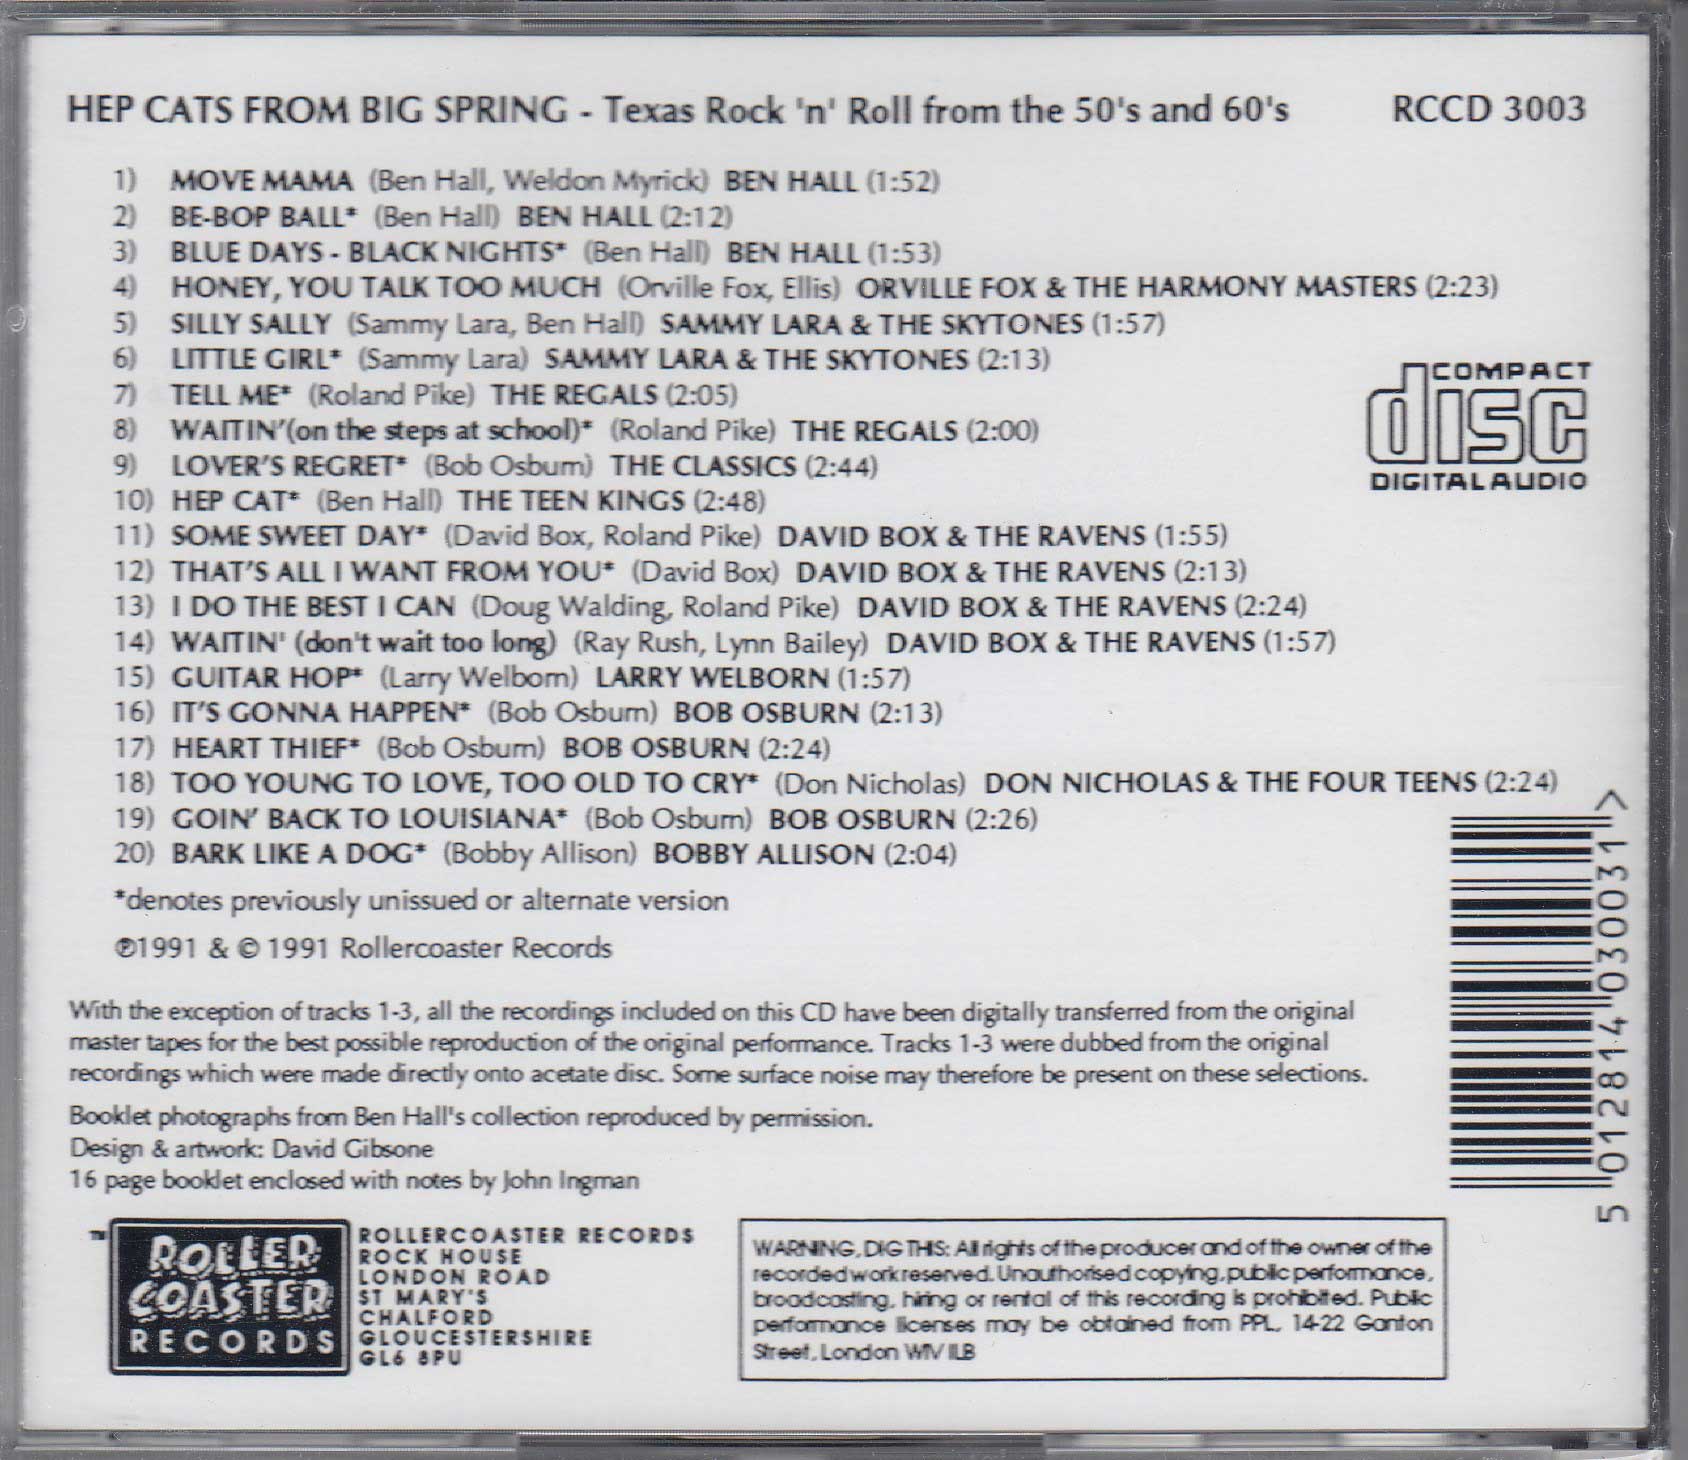 HEP CATS FROM BIG SPRING - Texas Rock 'n' Roll from the 50's and 60's RCCD 3003
1) MOVE MAMA (Ben Hall, Weldon Myrick) BEN HALL (1:52)
2) BE-BOP BALL* (Ben Hall) BEN HALL (2:12)
3) BLUE DAYS - BLACK NIGHTS* (Ben Hall) BEN HALL (1:53)
4) HONEY, YOU TALK TOO MUCH (Orville Fox, Ellis) ORVILLE FOX & THE HARMONY MASTERS (2:23)
5) SILLY SALLY (Sammy Lara, Ben Hall) SAMMY LARA & THE SKYTONES (1:57)
6) LITTLE GIRL* (Sammy Lara) SAMMY LARA & THE SKYTONES (2:13)
7) TELL ME* (Roland Pike) THE REGALS (2:05)
8) WAITIN'(on the steps at school)* (Roland Pike) THE REGALS (2:00)
9) LOVER'S REGRET* (Bob Osburn) THE CLASSICS (2:44)
10) HEP CAT* (Ben Hall) THE TEEN KINGS (2:48)
11) SOME SWEET DAY* (David Box, Roland Pike) DAVID BOX & THE RAVENS (1:55)
12) THAT'S ALL I WANT FROM YOU* (David Box) DAVID BOX & THE RAVENS (2:13)
13) I DO THE BEST I CAN (Doug Walding, Roland Pike) DAVID BOX & THE RAVENS (2:24)
14) WAITIN' (don't wait too long) (Ray Rush, Lynn Bailey) DAVID BOX & THE RAVENS (1:57)
15) GUITAR HOP* (Larry Welborn) LARRY WELBORN (1:57)
16) IT'S GONNA HAPPEN* (Bob Osburn) BOB OSBURN (2:13)
17) HEART THIEF* (Bob Osburn) BOB OSBURN (2:24)
18) TOO YOUNG TO LOVE, TOO OLD TO CRY* (Don Nicholas) DON NICHOLAS & THE FOUR TEENS (2:24)
19) GOIN' BACK TO LOUISIANA* (Bob Osburn) BOB OSBURN (2:26)
20) BARK LIKE A DOG* (Bobby Allison) BOBBY ALLISON (2:04)
COMPACT
disc
DIGITAL AUDIO
*denotes previously unissued or alternate version
℗1991 & © 1991 Rollercoaster Records
With the exception of tracks 1-3, all the recordings included on this CD have been digitally transferred from the original
master tapes for the best possible reproduction of the original performance. Tracks 1-3 were dubbed from the original
recordings which were made directly onto acetate disc. Some surface noise may therefore be present on these selections.
Booklet photographs from Ben Hall's collection reproduced by permission.
Design & artwork: David Gibsone
16 page booklet enclosed with notes by John Ingman
5 012814 030031 >
™
ROLLER
COASTER
RECORDS
ROLLERCOASTER RECORDS
ROCK HOUSE
LONDON ROAD
ST MARY'S
CHALFORD
GLOUCESTERSHIRE
GL6 8PU
WARNING, DIG THIS: All rights of the producer and of the owner of the
recorded work reserved. Unauthorised copying, public performance,
broadcasting, hiring or rental of this recording is prohibited. Public
performance licenses may be obtained from PPL, 14-22 Ganton
Street, London W1V 1LB